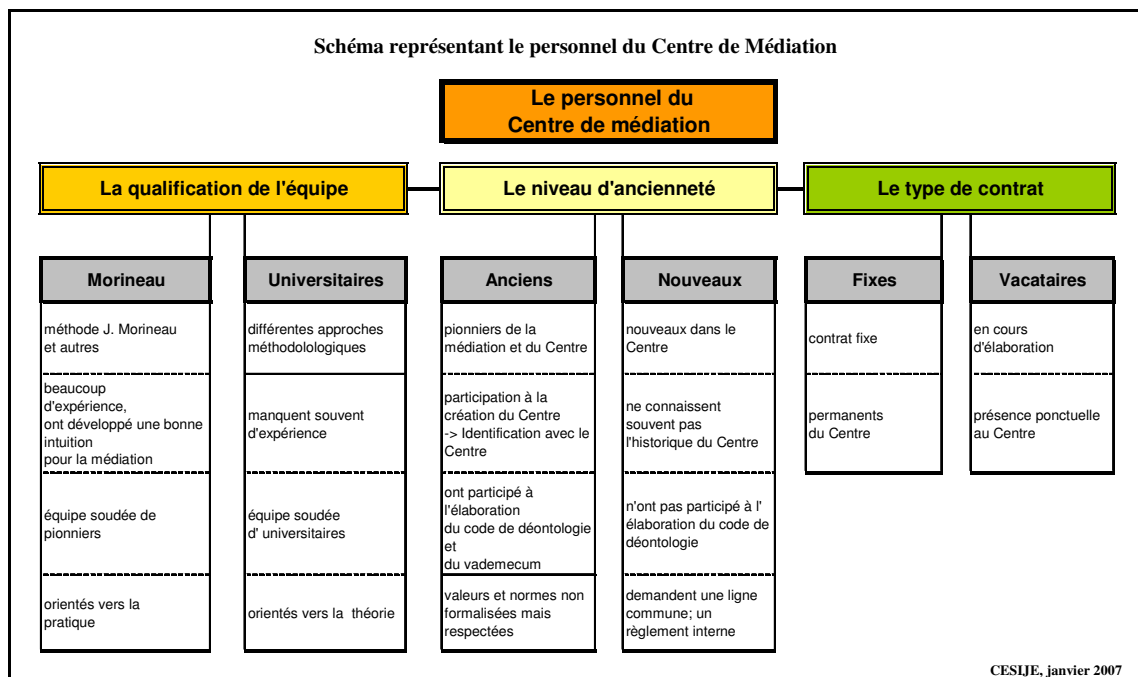 Schéma représentant le personnel du Centre de Médiation
Le personnel du
Centre de médiation
La qualification de l'équipe
Le niveau d'ancienneté
Le type de contrat
Morineau
Universitaires
Anciens
Nouveaux
Fixes
Vacataires
méthode J. Morineau
et autres
différentes approches
méthodolologiques
pionniers de la
médiation et du Centre
nouveaux dans le
Centre
contrat fixe
en cours
d'élaboration
beaucoup
d'expérience,
ont développé une bonne
intuition
pour la médiation
manquent souvent
d'expérience
participation à la
création du Centre
-> Identification avec le
Centre
ne connaissent
souvent pas
l'historique du Centre
permanents
du Centre
présence ponctuelle
au Centre
équipe soudée de
pionniers
équipe soudée
d' universitaires
ont participé à
l'élaboration
du code de déontologie
et
du vademecum
n'ont pas participé à l'
élaboration du code de
déontologie
orientés vers la
pratique
orientés vers la théorie
valeurs et normes non
formalisées mais
respectées
demandent une ligne
commune; un
règlement interne
CESIJE, janvier 2007